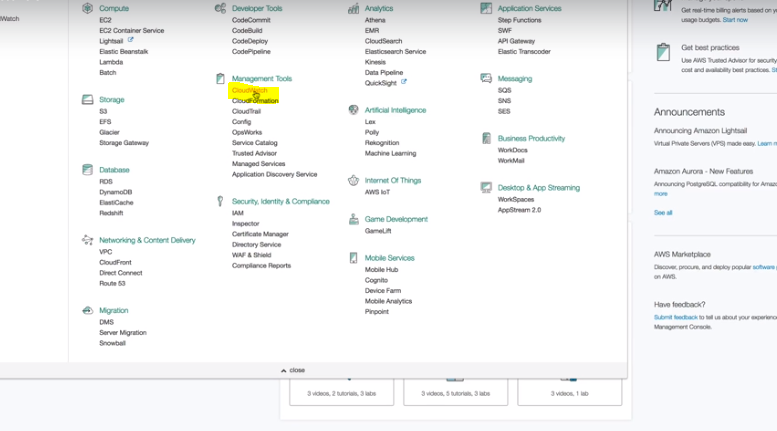 Watch
Compute
EC2
EC2 Container Service
Lightsail
Elastic Beanstalk
Lambda
Batch
Storage
S3
EFS
Glacier
Storage Gateway
Database
RDS
DynamoDB
ElastiCache
Redshift
Networking & Content Delivery
VPC
CloudFront
Direct Connect
Route 53
Migration
DMS
Server Migration
Snowball
Developer Tools
CodeCommit
CodeBuild
CodeDeploy
CodePipeline
Management Tools
CloudWatch
CloudFormation
CloudTrail
Config
OpsWorks
Service Catalog
Trusted Advisor
Managed Services
Application Discovery Service
Security, Identity & Compliance
IAM
Inspector
Certificate Manager
Directory Service
WAF & Shield
Compliance Reports
Analytics
Athena
EMR
CloudSearch
Elasticsearch Service
Kinesis
Data Pipeline
QuickSight
Artificial Intelligence
Lex
Polly
Rekognition
Machine Learning
Internet Of Things
AWS IoT
Game Development
GameLift
Mobile Services
Mobile Hub
Cognito
Device Farm
Mobile Analytics
Pinpoint
Application Services
Step Functions
SWF
API Gateway
Elastic Transcoder
Messaging
SQS
SNS
SES
Business Productivity
WorkDocs
WorkMail
Desktop & App Streaming
WorkSpaces
AppStream 2.0
close
3 videos, 2 tutorials, 3 labs
3 videos, 5 tutorials, 3 labs
3 videos, 1 lab
Get real-time billing alerts based on
usage budgets. Start now
Get best practices
Use AWS Trusted Advisor for security
cost and availability best practices.
Announcements
Announcing Amazon Lightsail
Virtual Private Servers (VPS) made easy. Learn
Amazon Aurora - New Features
Announcing PostgreSQL compatibility for
more
See all
AWS Marketplace
Discover, procure, and deploy popular software
on AWS.
Have feedback?
Submit feedback to tell us about your experience
Management Console.